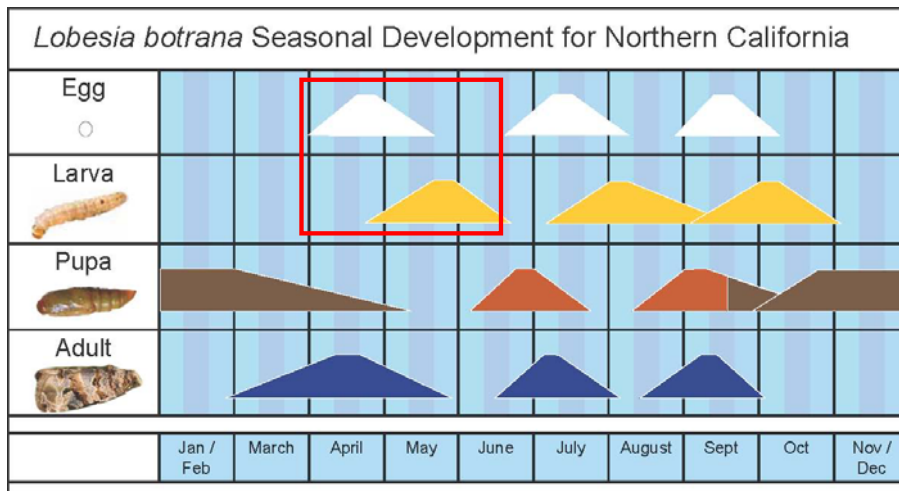 Lobesia botrana Seasonal Development for Northern California
Egg
Larva
Pupa
Adult
Jan / Feb March April May June July August Sept Oct Nov / Dec